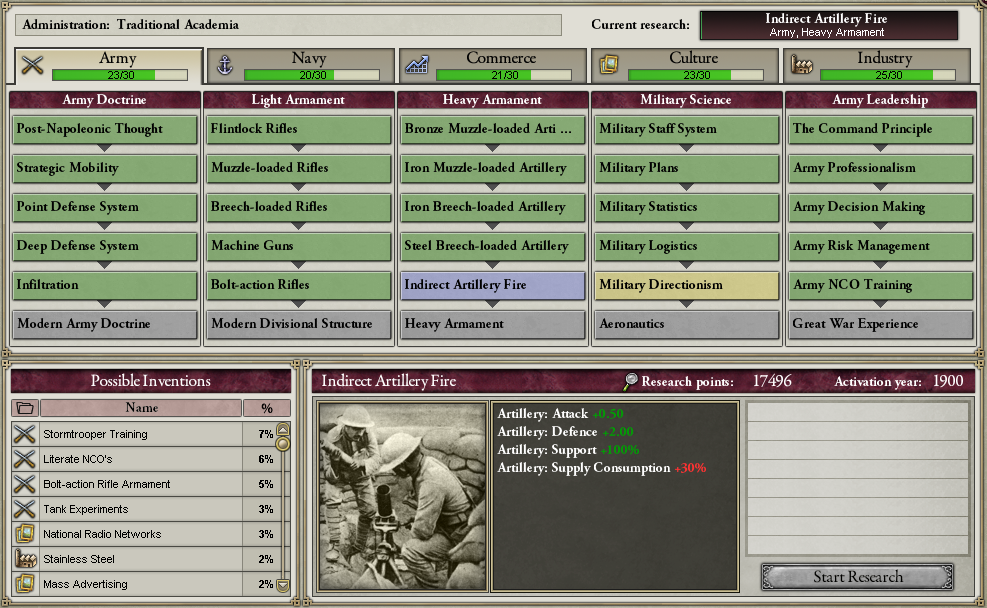 Administration: Traditional Academia
Current research:
Indirect Artillery Fire
Army, Heavy Armament
Army
23/30
Navy
20/30
Commerce
21/30
Culture
23/30
Industry
25/30
Army Doctrine
Light Armament
Heavy Armament
Military Science
Army Leadership
Post-Napoleonic Thought
Flintlock Rifles
Bronze Muzzle-loaded Arti ...
Military Staff System
The Command Principle
Strategic Mobility
Muzzle-loaded Rifles
Iron Muzzle-loaded Artillery
Military Plans
Army Professionalism
Point Defense System
Breech-loaded Rifles
Iron Breech-loaded Artillery
Military Statistics
Army Decision Making
Deep Defense System
Machine Guns
Steel Breech-loaded Artillery
Military Logistics
Army Risk Management
Infiltration
Bolt-action Rifles
Indirect Artillery Fire
Military Directionism
Army NCO Training
Modern Army Doctrine
Modern Divisional Structure
Heavy Armament
Aeronautics
Great War Experience
Possible Inventions
Name %
Stormtrooper Training 7%
Literate NCO's 6%
Bolt-action Rifle Armament 5%
Tank Experiments 3%
National Radio Networks 3%
Stainless Steel 2%
Mass Advertising 2%
Indirect Artillery Fire
Research points: 17496
Activation year: 1900
Artillery: Attack +0.50
Artillery: Defence +2.00
Artillery: Support +100%
Artillery: Supply Consumption +30%
Start Research